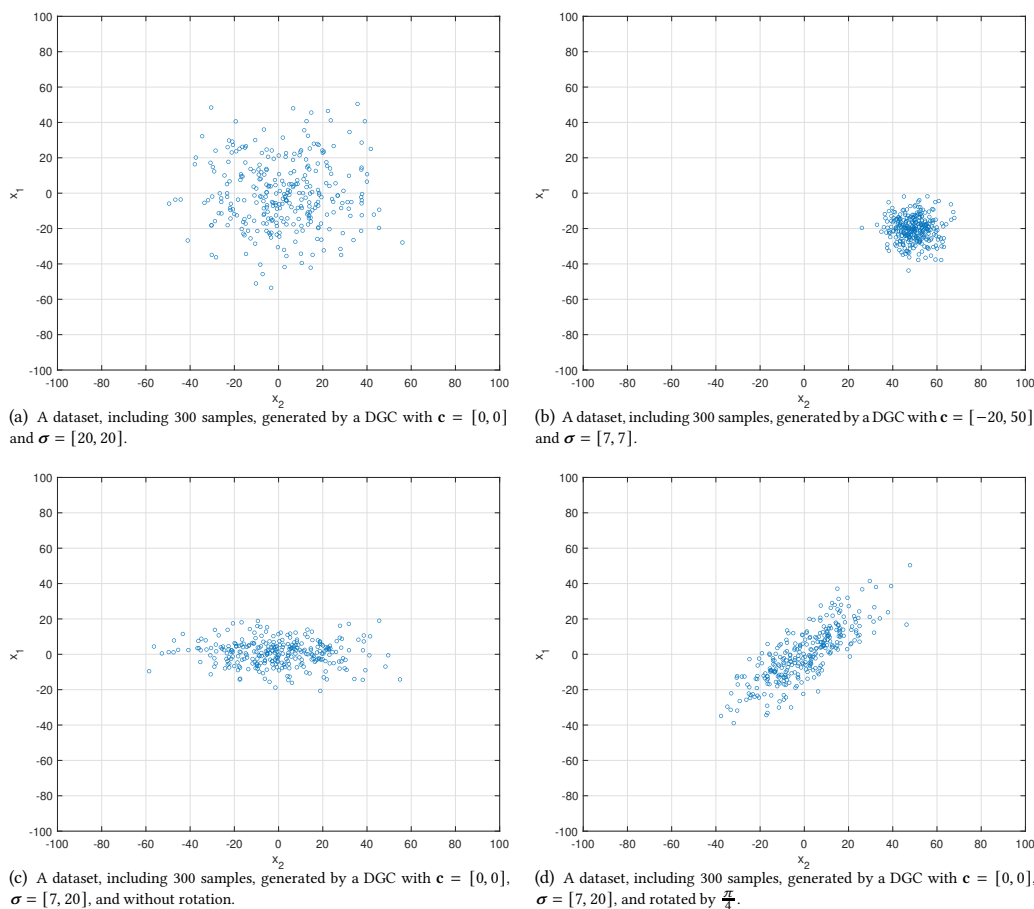 100
80
60
40
20
0
-20
-40
-60
-80
-100
x1
-100 -80 -60 -40 -20 0 20 40 60 80 100
x2
(a) A dataset, including 300 samples, generated by a DGC with c = [0, 0]
and σ = [20, 20].
100
80
60
40
20
0
-20
-40
-60
-80
-100
x1
-100 -80 -60 -40 -20 0 20 40 60 80 100
x2
(b) A dataset, including 300 samples, generated by a DGC with c = [−20, 50]
and σ = [7, 7].
100
80
60
40
20
0
-20
-40
-60
-80
-100
x1
-100 -80 -60 -40 -20 0 20 40 60 80 100
x2
(c) A dataset, including 300 samples, generated by a DGC with c = [0, 0],
σ = [7, 20], and without rotation.
100
80
60
40
20
0
-20
-40
-60
-80
-100
x1
-100 -80 -60 -40 -20 0 20 40 60 80 100
x2
(d) A dataset, including 300 samples, generated by a DGC with c = [0, 0],
σ = [7, 20], and rotated by π/4.